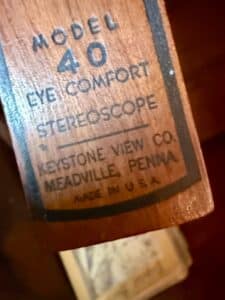 MODEL
40
EYE COMFORT
STEREOSCOPE
KEYSTONE VIEW CO.
MEADVILLE, PENNA.
MADE IN U.S.A.